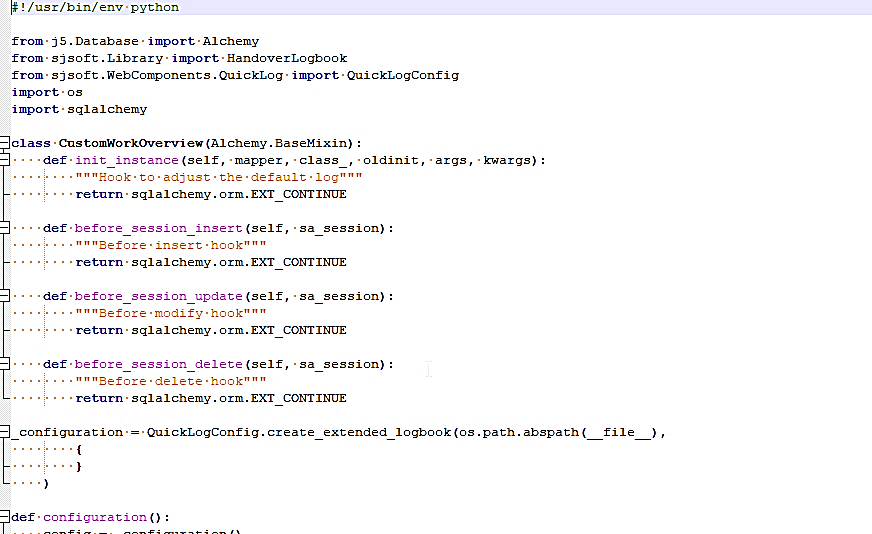 #!/usr/bin/env python
from j5.Database import Alchemy
from sjsoft.Library import HandoverLogbook
from sjsoft.WebComponents.QuickLog import QuickLogConfig
import os
import sqlalchemy
class CustomWorkOverview(Alchemy.BaseMixin):
    def init_instance(self, mapper, class_, oldinit, args, kwargs):
        """Hook to adjust the default log"""
        return sqlalchemy.orm.EXT_CONTINUE
    def before_session_insert(self, sa_session):
        """Before insert hook"""
        return sqlalchemy.orm.EXT_CONTINUE
    def before_session_update(self, sa_session):
        """Before modify hook"""
        return sqlalchemy.orm.EXT_CONTINUE
    def before_session_delete(self, sa_session):
        """Before delete hook"""
        return sqlalchemy.orm.EXT_CONTINUE
_configuration = QuickLogConfig.create_extended_logbook(os.path.abspath(__file__),
        {
        }
    )
def configuration():
    config = _configuration()